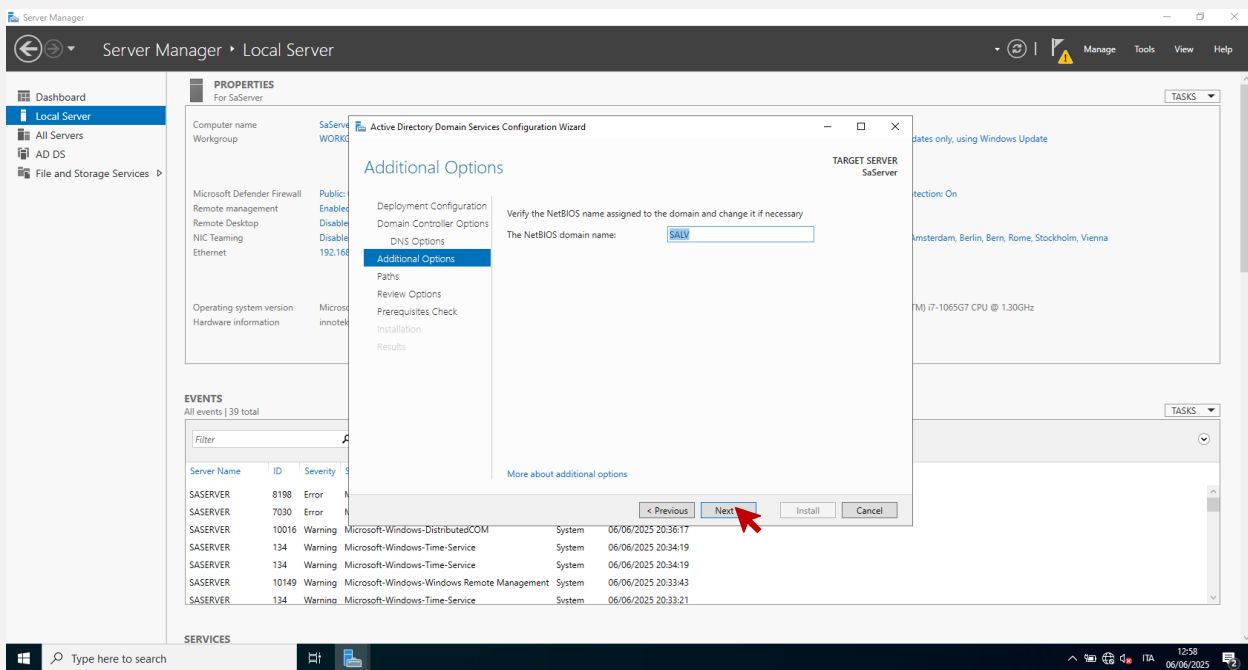 Server Manager
Server Manager • Local Server
Manage Tools View Help
Dashboard
Local Server
All Servers
AD DS
File and Storage Services
PROPERTIES
For SaServer
TASKS
Computer name SaServe
Workgroup WORKG
dates only, using Windows Update
Microsoft Defender Firewall Public:
tection: On
Remote management Enabled
Remote Desktop Disable
NIC Teaming Disable
Amsterdam, Berlin, Bern, Rome, Stockholm, Vienna
Ethernet 192.168
Operating system version Microso
TM) i7-1065G7 CPU @ 1.30GHz
Hardware information innotek
Active Directory Domain Services Configuration Wizard
Additional Options
TARGET SERVER
SaServer
Deployment Configuration
Domain Controller Options
DNS Options
Additional Options
Paths
Review Options
Prerequisites Check
Installation
Results
Verify the NetBIOS name assigned to the domain and change it if necessary
The NetBIOS domain name: SALV
More about additional options
< Previous Next Install Cancel
EVENTS
All events | 39 total
TASKS
Filter
Server Name ID Severity S
SASERVER 8198 Error M
SASERVER 7030 Error M
SASERVER 10016 Warning Microsoft-Windows-DistributedCOM System 06/06/2025 20:36:17
SASERVER 134 Warning Microsoft-Windows-Time-Service System 06/06/2025 20:34:19
SASERVER 134 Warning Microsoft-Windows-Time-Service System 06/06/2025 20:34:19
SASERVER 10149 Warning Microsoft-Windows-Windows Remote Management System 06/06/2025 20:33:43
SASERVER 134 Warning Microsoft-Windows-Time-Service System 06/06/2025 20:33:21
SERVICES
Type here to search
ITA
12:58
06/06/2025
2